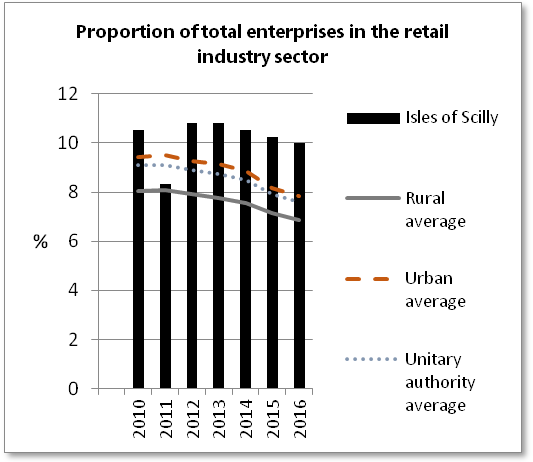 Proportion of total enterprises in the retail
industry sector
12
10
8
6
4
2
0
%
2010
2011
2012
2013
2014
2015
2016
Isles of Scilly
Rural
average
Urban
average
Unitary
authority
average